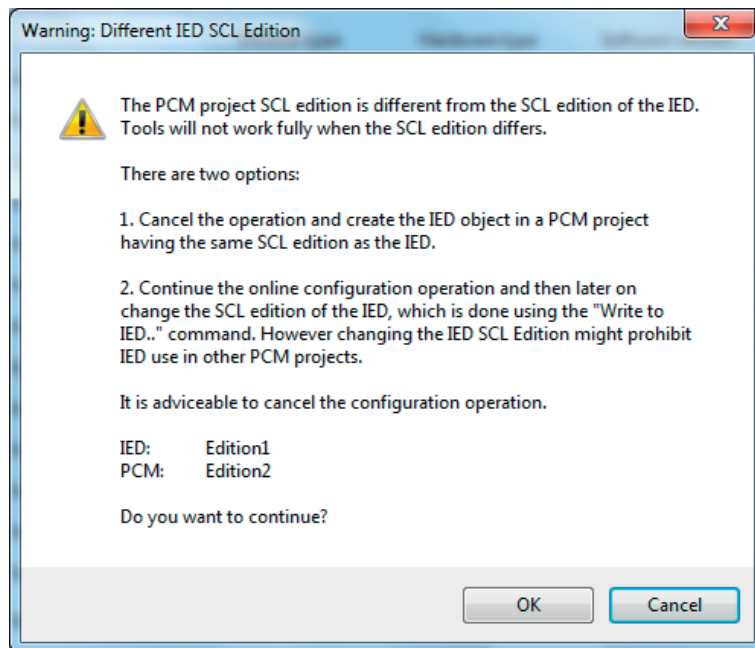 Warning: Different IED SCL Edition
The PCM project SCL edition is different from the SCL edition of the IED.
Tools will not work fully when the SCL edition differs.
There are two options:
1. Cancel the operation and create the IED object in a PCM project
having the same SCL edition as the IED.
2. Continue the online configuration operation and then later on
change the SCL edition of the IED, which is done using the "Write to
IED.." command. However changing the IED SCL Edition might prohibit
IED use in other PCM projects.
It is adviceable to cancel the configuration operation.
IED: Edition1
PCM: Edition2
Do you want to continue?
OK Cancel